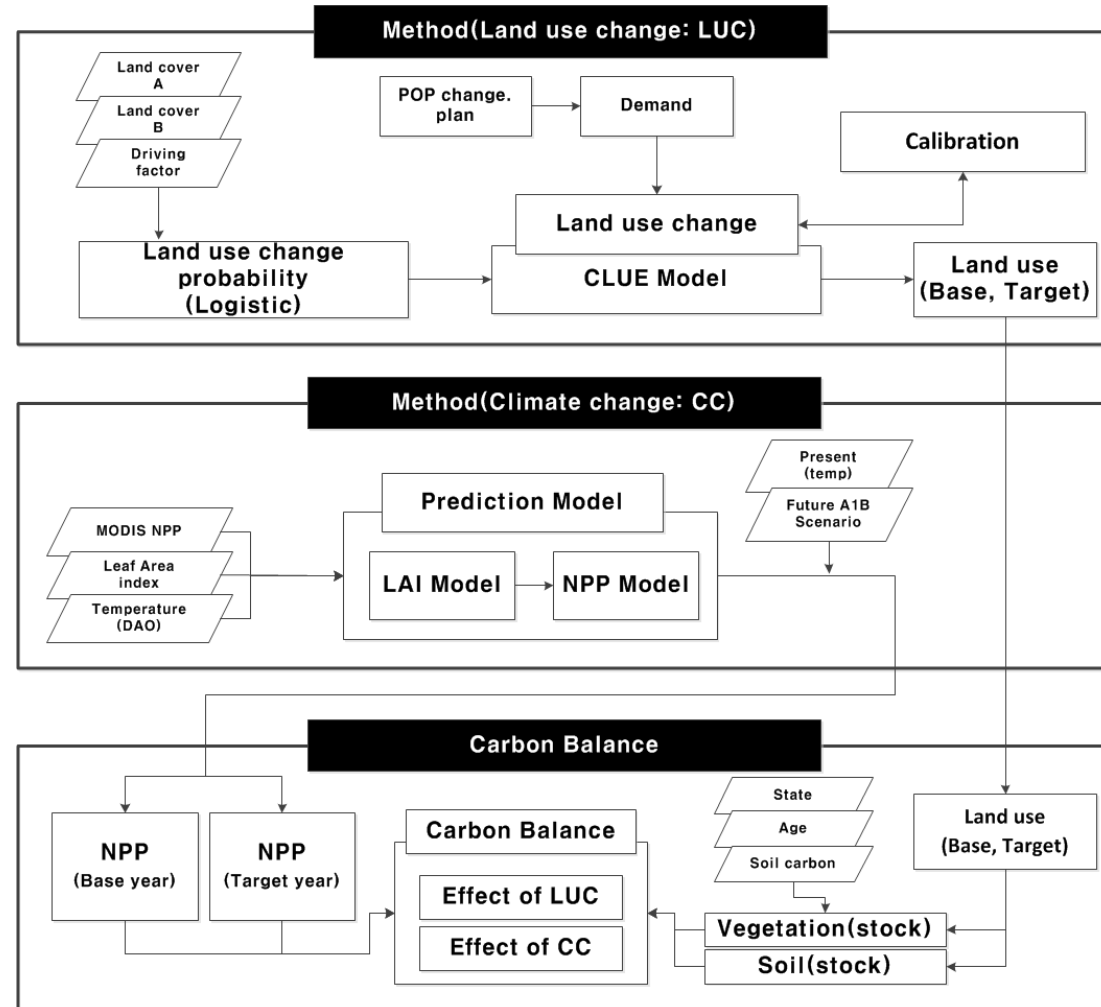 Method(Land use change: LUC)
Land cover
A
Land cover
B
Driving
factor
POP change.
plan
Demand
Calibration
Land use change
Land use change
probability
(Logistic)
CLUE Model
Land use
(Base, Target)
Method(Climate change: CC)
Present
(temp)
Future A1B
Scenario
Prediction Model
MODIS NPP
Leaf Area
index
Temperature
(DAO)
LAI Model
NPP Model
Carbon Balance
State
Age
Soil carbon
Land use
(Base, Target)
NPP
(Base year)
NPP
(Target year)
Carbon Balance
Effect of LUC
Effect of CC
Vegetation(stock)
Soil(stock)